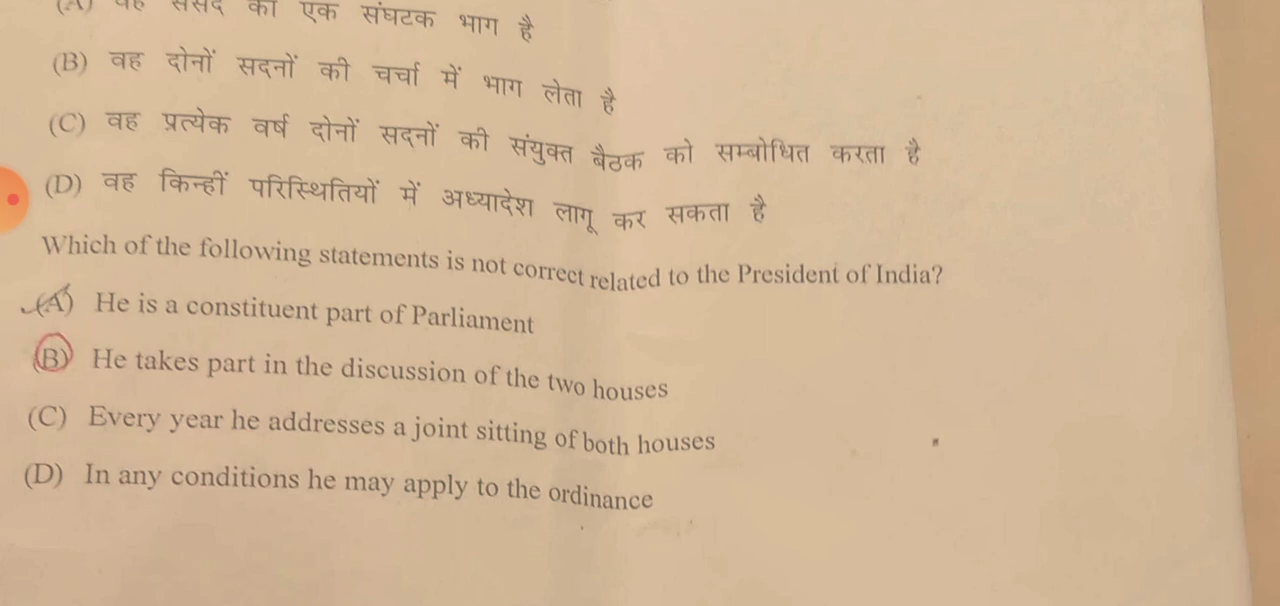 (A) वह संसद का एक संघटक भाग है
(B) वह दोनों सदनों की चर्चा में भाग लेता है
(C) वह प्रत्येक वर्ष दोनों सदनों की संयुक्त बैठक को सम्बोधित करता है
(D) वह किन्हीं परिस्थितियों में अध्यादेश लागू कर सकता है
Which of the following statements is not correct related to the President of India?
(A) He is a constituent part of Parliament
(B) He takes part in the discussion of the two houses
(C) Every year he addresses a joint sitting of both houses
(D) In any conditions he may apply to the ordinance